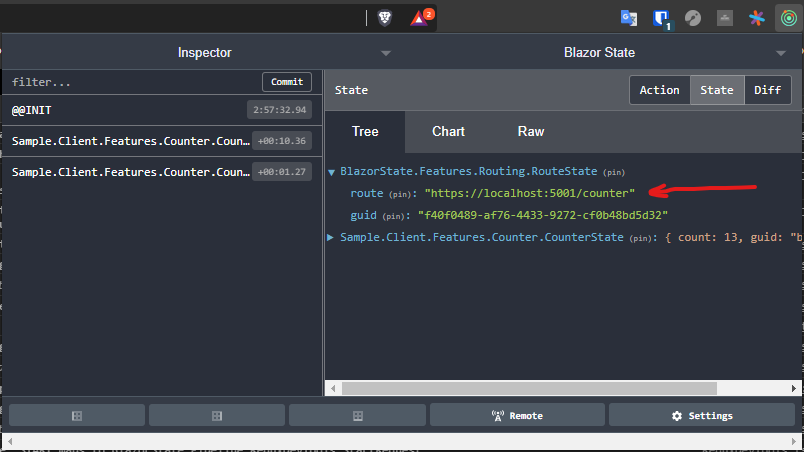 2
1
Inspector
Blazor State
filter...
Commit
State
Action
State
Diff
@@INIT
2:57:32.94
Sample.Client.Features.Counter.Coun...
+00:10.36
Sample.Client.Features.Counter.Coun...
+00:01.27
Tree
Chart
Raw
BlazorState.Features.Routing.RouteState (pin)
route (pin): "https://localhost:5001/counter"
guid (pin): "f40f0489-af76-4433-9272-cf0b48bd5d32"
Sample.Client.Features.Counter.CounterState (pin): { count: 13, guid: "b
Remote
Settings